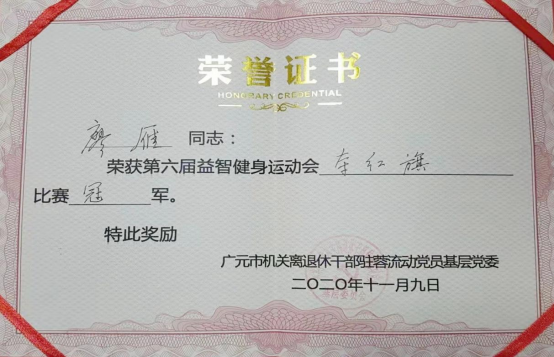 荣誉证书
HONORARY CREDENTIAL
廖雁 同志：
荣获第六届益智健身运动会夺红旗
比赛冠军。
特此奖励
广元市机关离退休干部驻蓉流动党员基层党委
二〇二〇年十一月九日